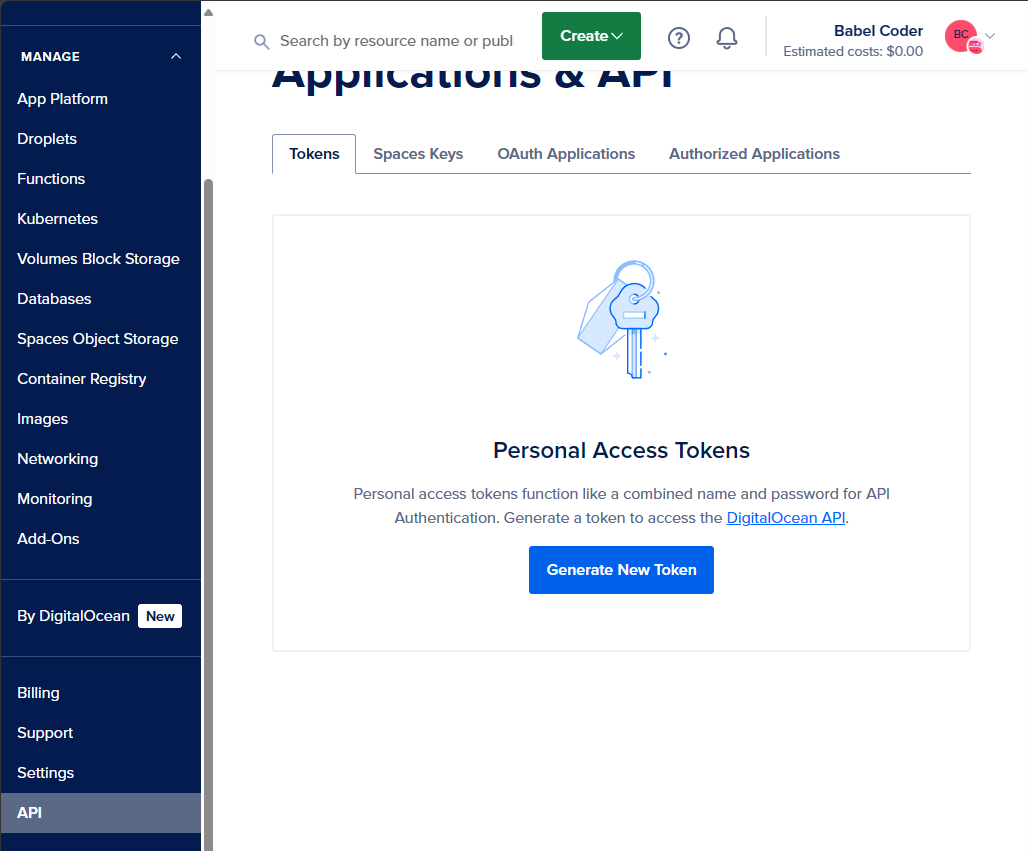 MANAGE
App Platform
Droplets
Functions
Kubernetes
Volumes Block Storage
Databases
Spaces Object Storage
Container Registry
Images
Networking
Monitoring
Add-Ons
By DigitalOcean New
Billing
Support
Settings
API
Search by resource name or publ
Create
?
Babel Coder
Estimated costs: $0.00
BC
Applications & API
Tokens Spaces Keys OAuth Applications Authorized Applications
Personal Access Tokens
Personal access tokens function like a combined name and password for API
Authentication. Generate a token to access the DigitalOcean API.
Generate New Token